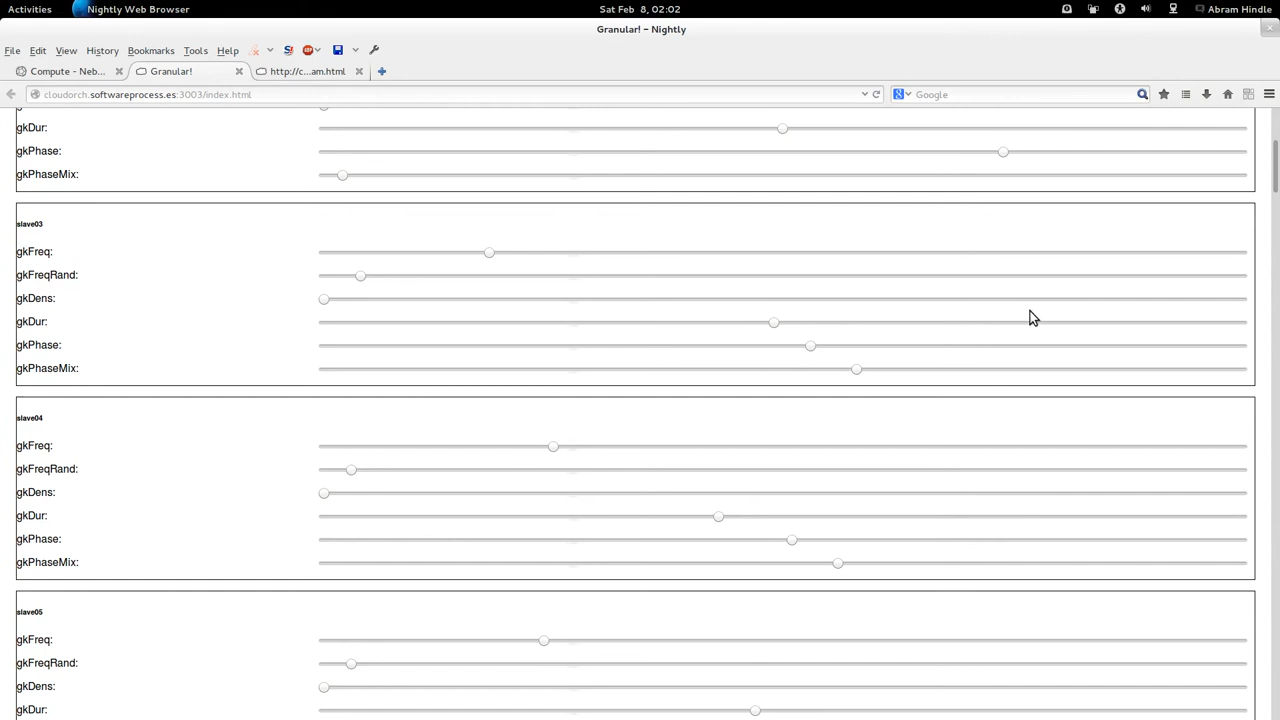 Activities Nightly Web Browser Sat Feb 8, 02:02 Abram Hindle
Granular! - Nightly
File Edit View History Bookmarks Tools Help
Compute - Neb... Granular! http://c...am.html
cloudorch.softwareprocess.es:3003/index.html Google
gkDur:
gkPhase:
gkPhaseMix:
slave03
gkFreq:
gkFreqRand:
gkDens:
gkDur:
gkPhase:
gkPhaseMix:
slave04
gkFreq:
gkFreqRand:
gkDens:
gkDur:
gkPhase:
gkPhaseMix:
slave05
gkFreq:
gkFreqRand:
gkDens:
gkDur: